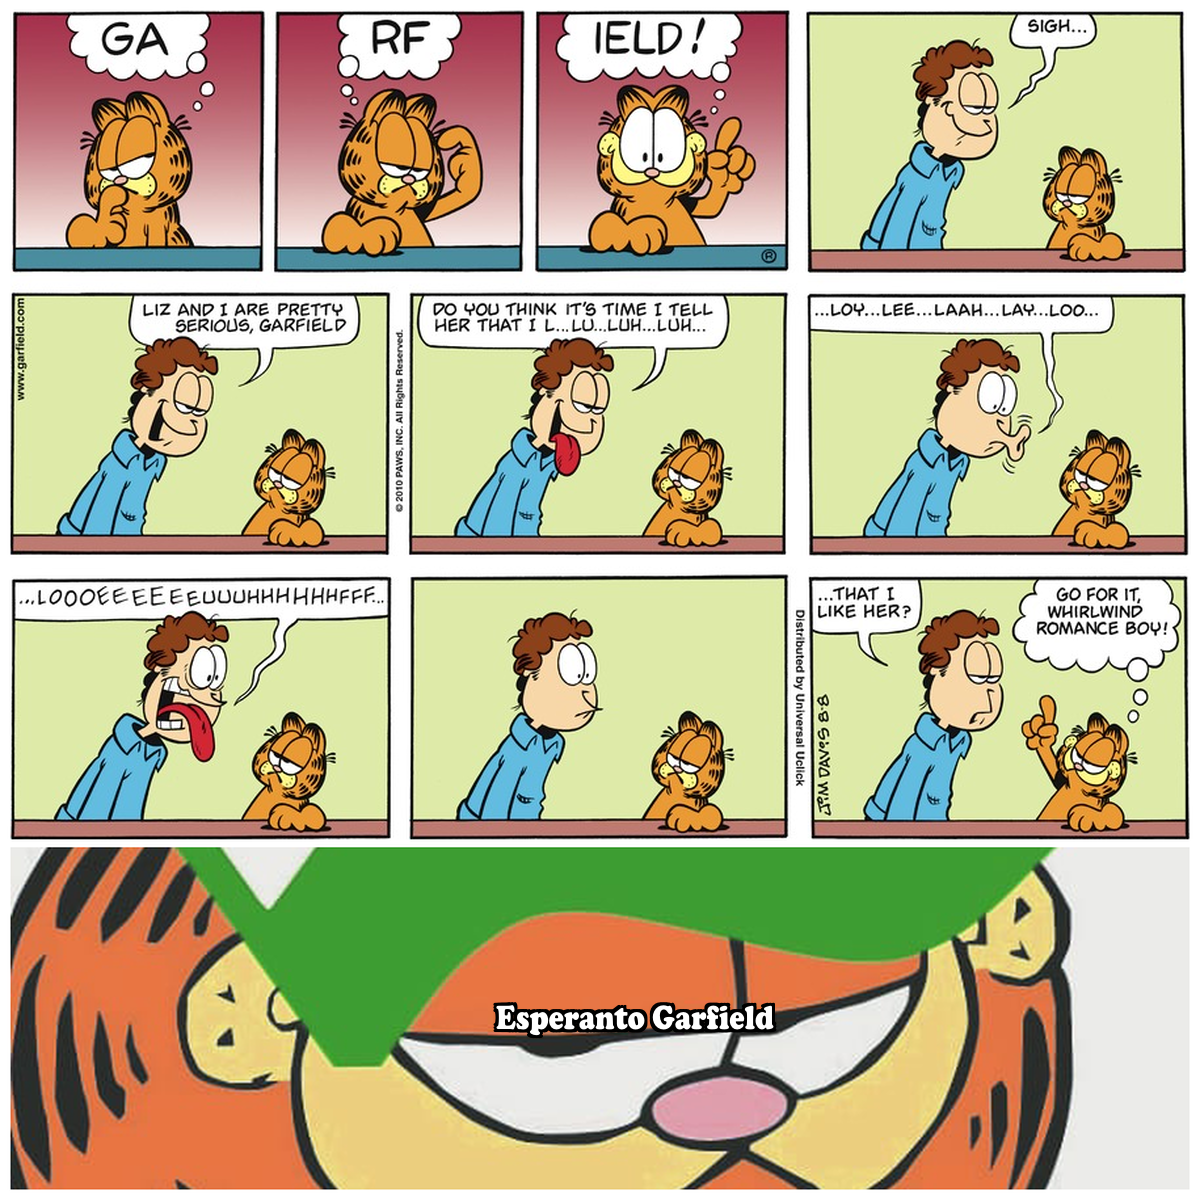 GA
RF
IELD!
®
SIGH...
www.garfield.com
LIZ AND I ARE PRETTY
SERIOUS, GARFIELD
© 2010 PAWS, INC. All Rights Reserved.
DO YOU THINK IT'S TIME I TELL
HER THAT I L...LU...LUH...LUH...
...LOY...LEE...LAAH...LAY...LOO...
...LOOOEEEEEEEUUUHHHHHHHFFF...
Distributed by Universal Uclick
...THAT I
LIKE HER?
GO FOR IT,
WHIRLWIND
ROMANCE BOY!
JIM DAVIS 8·8
Esperanto Garfield